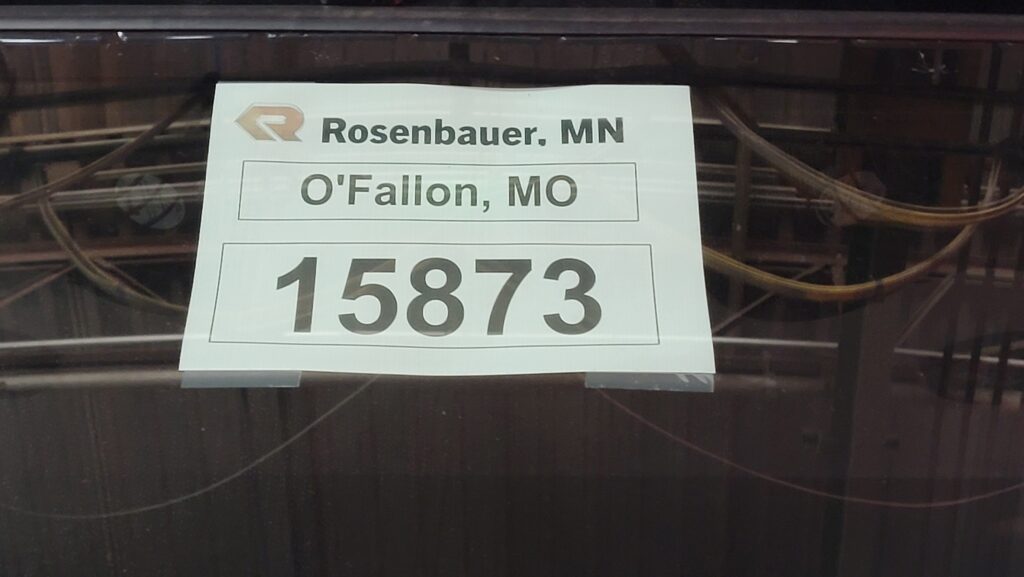 Rosenbauer, MN
O'Fallon, MO
15873